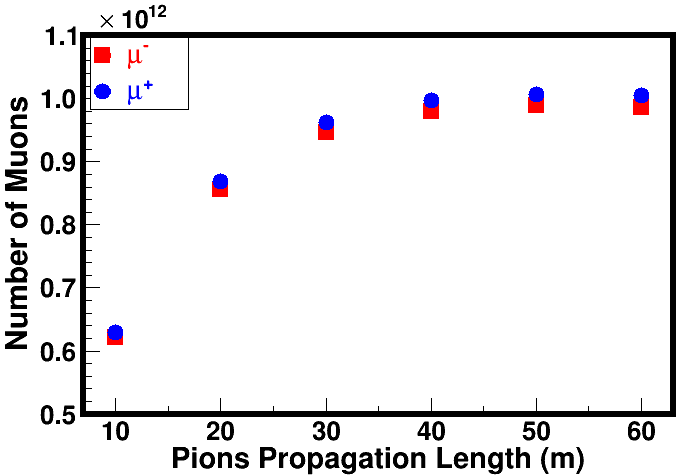 × 10¹²
1.1
1.0
0.9
0.8
0.7
0.6
0.5
Number of Muons
μ⁻
μ⁺
10 20 30 40 50 60
Pions Propagation Length (m)